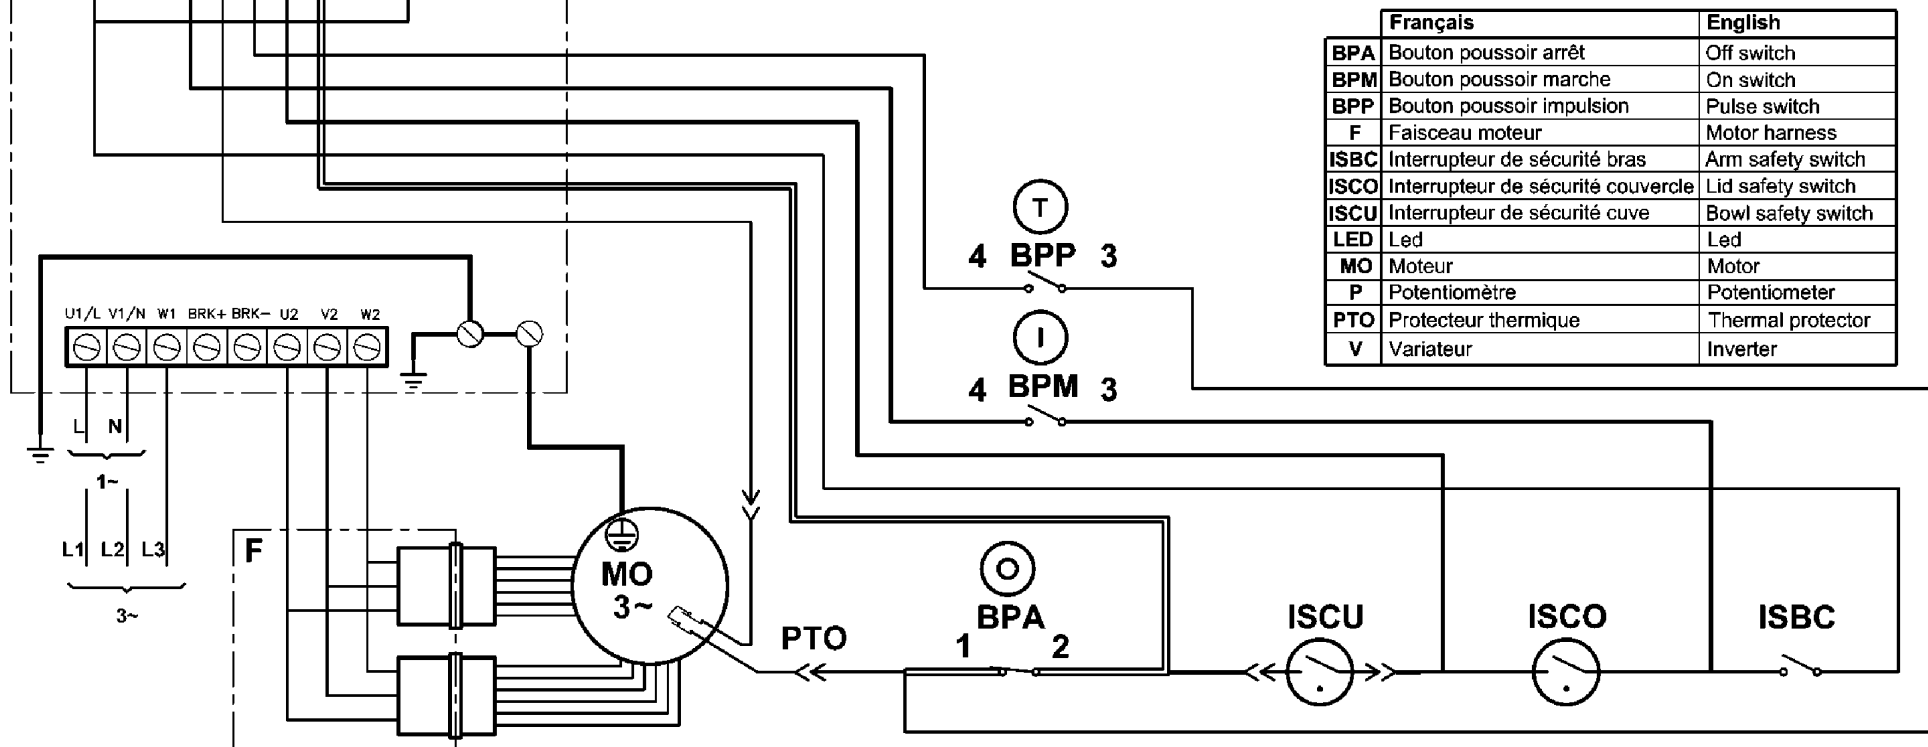 Français English
BPA Bouton poussoir arrêt Off switch
BPM Bouton poussoir marche On switch
BPP Bouton poussoir impulsion Pulse switch
F Faisceau moteur Motor harness
ISBC Interrupteur de sécurité bras Arm safety switch
ISCO Interrupteur de sécurité couvercle Lid safety switch
ISCU Interrupteur de sécurité cuve Bowl safety switch
LED Led Led
MO Moteur Motor
P Potentiomètre Potentiometer
PTO Protecteur thermique Thermal protector
V Variateur Inverter
T
4 BPP 3
I
4 BPM 3
U1/L V1/N W1 BRK+ BRK- U2 V2 W2
L N
1~
L1 L2 L3
3~
F
MO
3~
PTO
O
BPA
1 2
ISCU
ISCO
ISBC